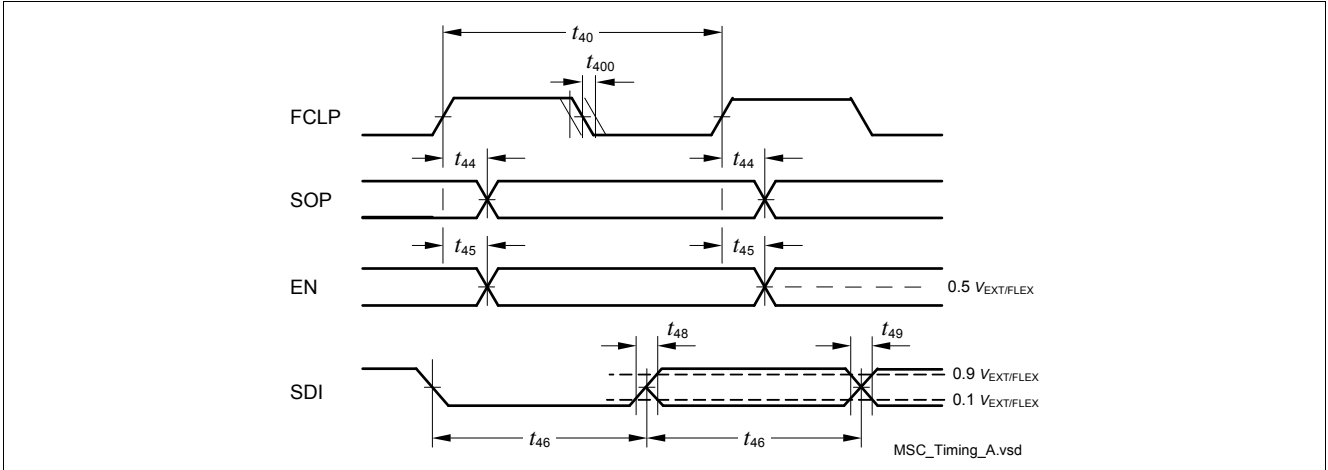 t40
t400
FCLP
t44 t44
SOP
t45 t45
EN
0.5 VEXT/FLEX
t48 t49
SDI
0.9 VEXT/FLEX
0.1 VEXT/FLEX
t46 t46
MSC_Timing_A.vsd